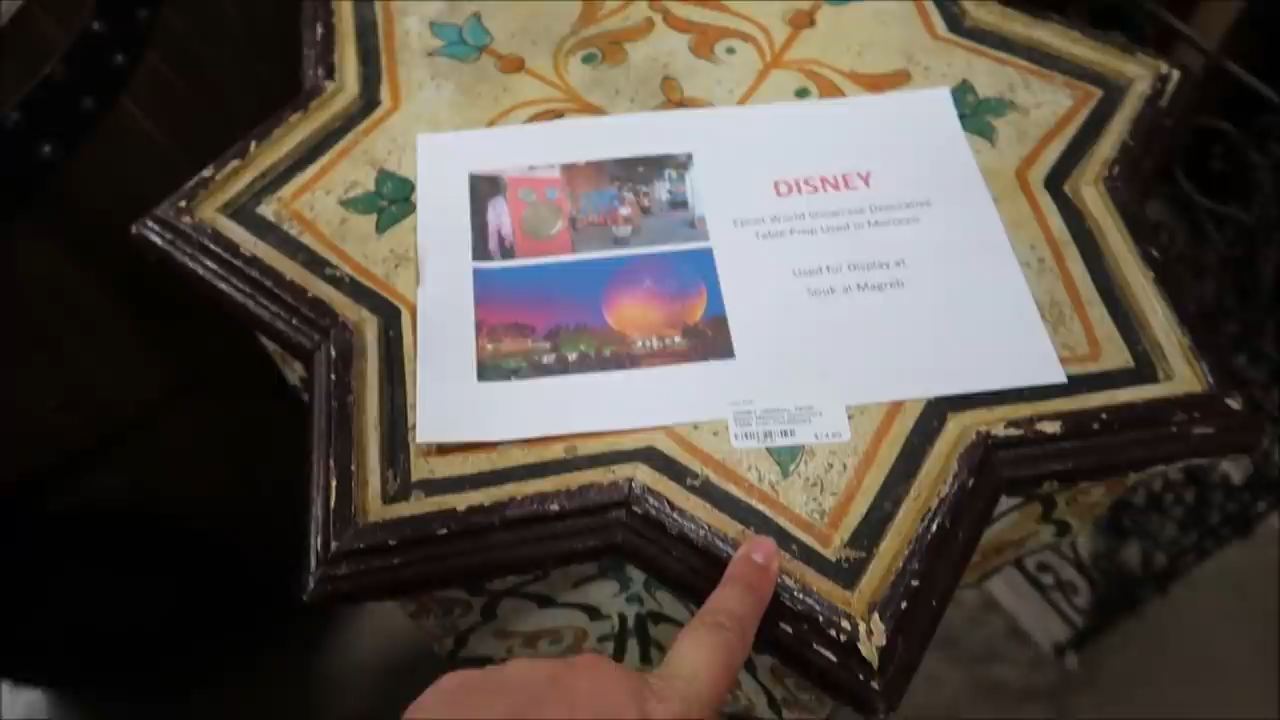 DISNEY
Epcot World Showcase Decorative
Table Prop Used in Morocco
Used for Display at
Souk al Magreb